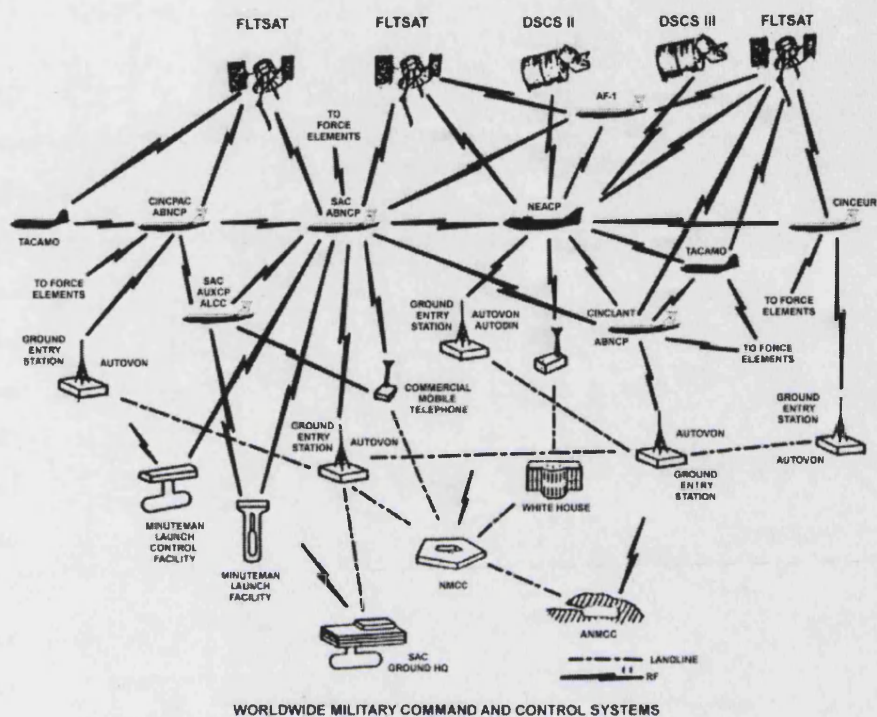 FLTSAT
FLTSAT
DSCS II
DSCS III
FLTSAT
AF-1
TO
FORCE
ELEMENTS
CINCPAC
ABNCP
SAC
ABNCP
NEACP
CINCEUR
TACAMO
TACAMO
TO FORCE
ELEMENTS
SAC
AUXCP
ALCC
GROUND
ENTRY
STATION
AUTOVON
AUTODIN
CINCLANT
ABNCP
TO FORCE
ELEMENTS
TO FORCE
ELEMENTS
GROUND
ENTRY
STATION
AUTOVON
COMMERCIAL
MOBILE
TELEPHONE
GROUND
ENTRY
STATION
GROUND
ENTRY
STATION
AUTOVON
AUTOVON
GROUND
ENTRY
STATION
AUTOVON
WHITE HOUSE
MINUTEMAN
LAUNCH
CONTROL
FACILITY
MINUTEMAN
LAUNCH
FACILITY
NMCC
ANMCC
SAC
GROUND HQ
LANDLINE
RF
WORLDWIDE MILITARY COMMAND AND CONTROL SYSTEMS